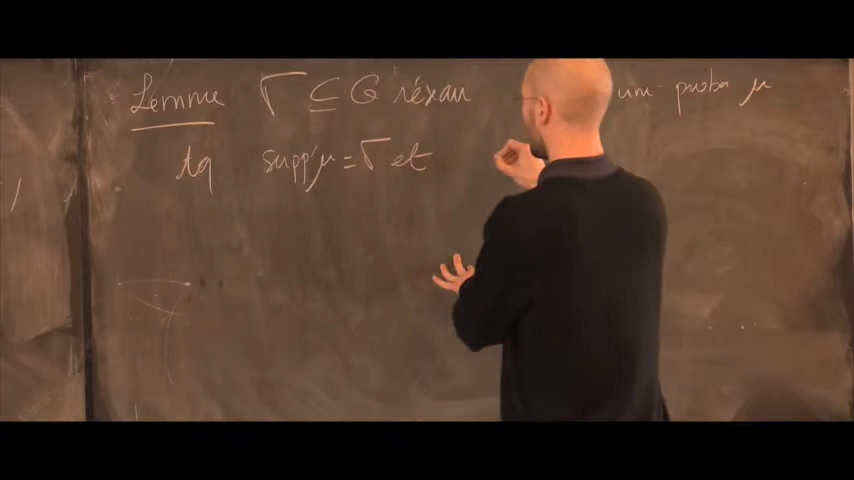 Lemme Γ ⊆ G réseau une proba μ
tq supp μ = Γ et